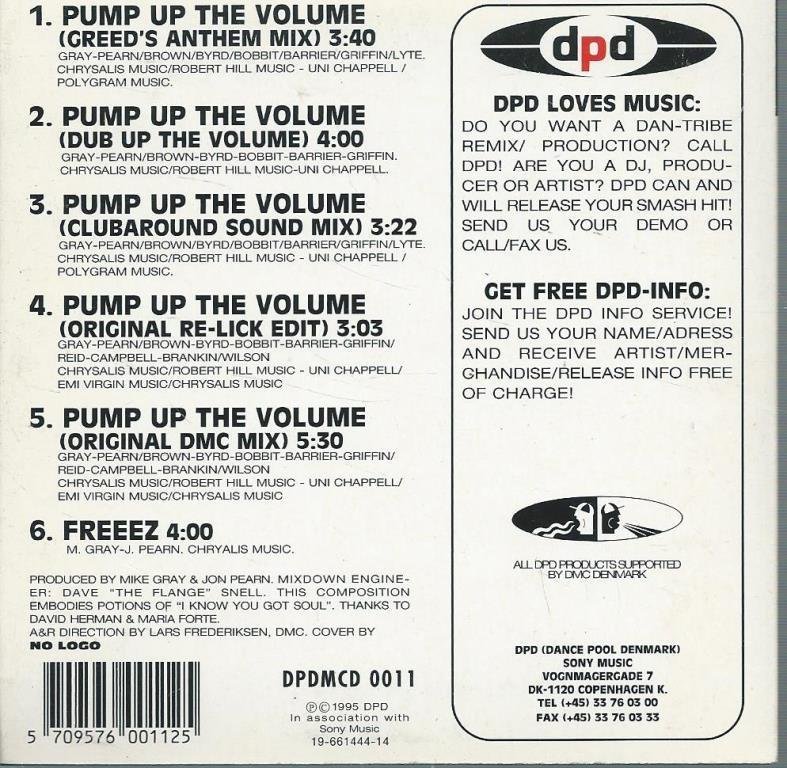 1. PUMP UP THE VOLUME
(GREED'S ANTHEM MIX) 3:40
GRAY-PEARN/BROWN/BYRD/BOBBIT/BARRIER/GRIFFIN/LYTE.
CHRYSALIS MUSIC/ROBERT HILL MUSIC - UNI CHAPPELL /
POLYGRAM MUSIC.
2. PUMP UP THE VOLUME
(DUB UP THE VOLUME) 4:00
GRAY-PEARN/BROWN-BYRD-BOBBIT-BARRIER-GRIFFIN.
CHRYSALIS MUSIC/ROBERT HILL MUSIC-UNI CHAPPELL.
3. PUMP UP THE VOLUME
(CLUBAROUND SOUND MIX) 3:22
GRAY-PEARN/BROWN/BYRD/BOBBIT/BARRIER/GRIFFIN/LYTE.
CHRYSALIS MUSIC/ROBERT HILL MUSIC - UNI CHAPPELL /
POLYGRAM MUSIC.
4. PUMP UP THE VOLUME
(ORIGINAL RE-LICK EDIT) 3:03
GRAY-PEARN/BROWN-BYRD-BOBBIT-BARRIER-GRIFFIN/
REID-CAMPBELL-BRANKIN/WILSON
CHRYSALIS MUSIC/ROBERT HILL MUSIC - UNI CHAPPELL/
EMI VIRGIN MUSIC/CHRYSALIS MUSIC
5. PUMP UP THE VOLUME
(ORIGINAL DMC MIX) 5:30
GRAY-PEARN/BROWN-BYRD-BOBBIT-BARRIER-GRIFFIN/
REID-CAMPBELL-BRANKIN/WILSON
CHRYSALIS MUSIC/ROBERT HILL MUSIC - UNI CHAPPELL/
EMI VIRGIN MUSIC/CHRYSALIS MUSIC
6. FREEEZ 4:00
M. GRAY-J. PEARN. CHRYALIS MUSIC.
PRODUCED BY MIKE GRAY & JON PEARN. MIXDOWN ENGINE-
ER: DAVE "THE FLANGE" SNELL. THIS COMPOSITION
EMBODIES POTIONS OF "I KNOW YOU GOT SOUL". THANKS TO
DAVID HERMAN & MARIA FORTE.
A&R DIRECTION BY LARS FREDERIKSEN, DMC. COVER BY
NO LOGO
5 709576 001125
DPDMCD 0011
℗©1995 DPD
In association with
Sony Music
19-661444-14
dpd
DPD LOVES MUSIC:
DO YOU WANT A DAN-TRIBE
REMIX/ PRODUCTION? CALL
DPD! ARE YOU A DJ, PRODU-
CER OR ARTIST? DPD CAN AND
WILL RELEASE YOUR SMASH HIT!
SEND US YOUR DEMO OR
CALL/FAX US.
GET FREE DPD-INFO:
JOIN THE DPD INFO SERVICE!
SEND US YOUR NAME/ADRESS
AND RECEIVE ARTIST/MER-
CHANDISE/RELEASE INFO FREE
OF CHARGE!
ALL DPD PRODUCTS SUPPORTED
BY DMC DENMARK
DPD (DANCE POOL DENMARK)
SONY MUSIC
VOGNMAGERGADE 7
DK-1120 COPENHAGEN K.
TEL (+45) 33 76 03 00
FAX (+45) 33 76 03 33